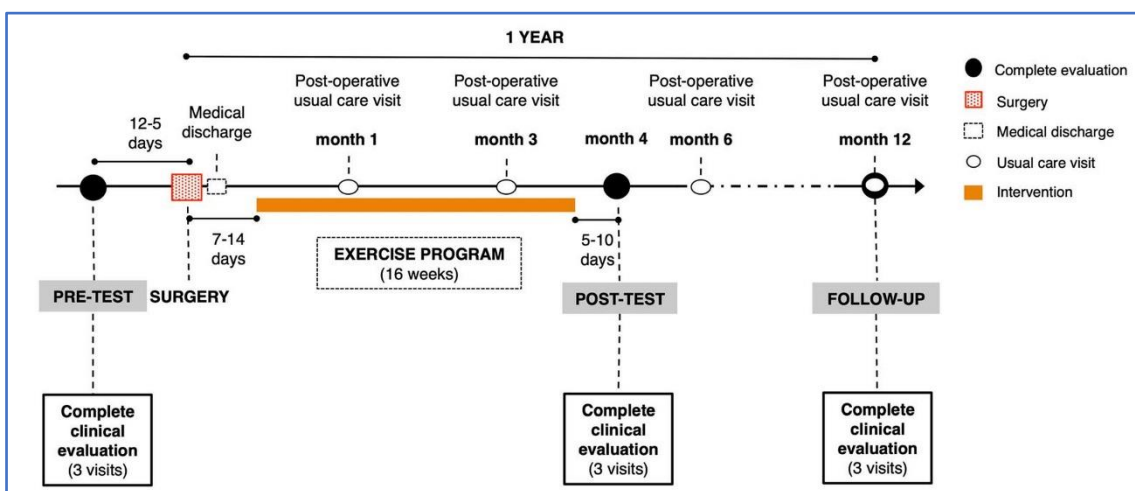 1 YEAR
Post-operative
usual care visit
Post-operative
usual care visit
Post-operative
usual care visit
Post-operative
usual care visit
12-5
days
Medical
discharge
month 1
month 3
month 4
month 6
month 12
Complete evaluation
Surgery
Medical discharge
Usual care visit
Intervention
7-14
days
EXERCISE PROGRAM
(16 weeks)
5-10
days
PRE-TEST
SURGERY
POST-TEST
FOLLOW-UP
Complete
clinical
evaluation
(3 visits)
Complete
clinical
evaluation
(3 visits)
Complete
clinical
evaluation
(3 visits)